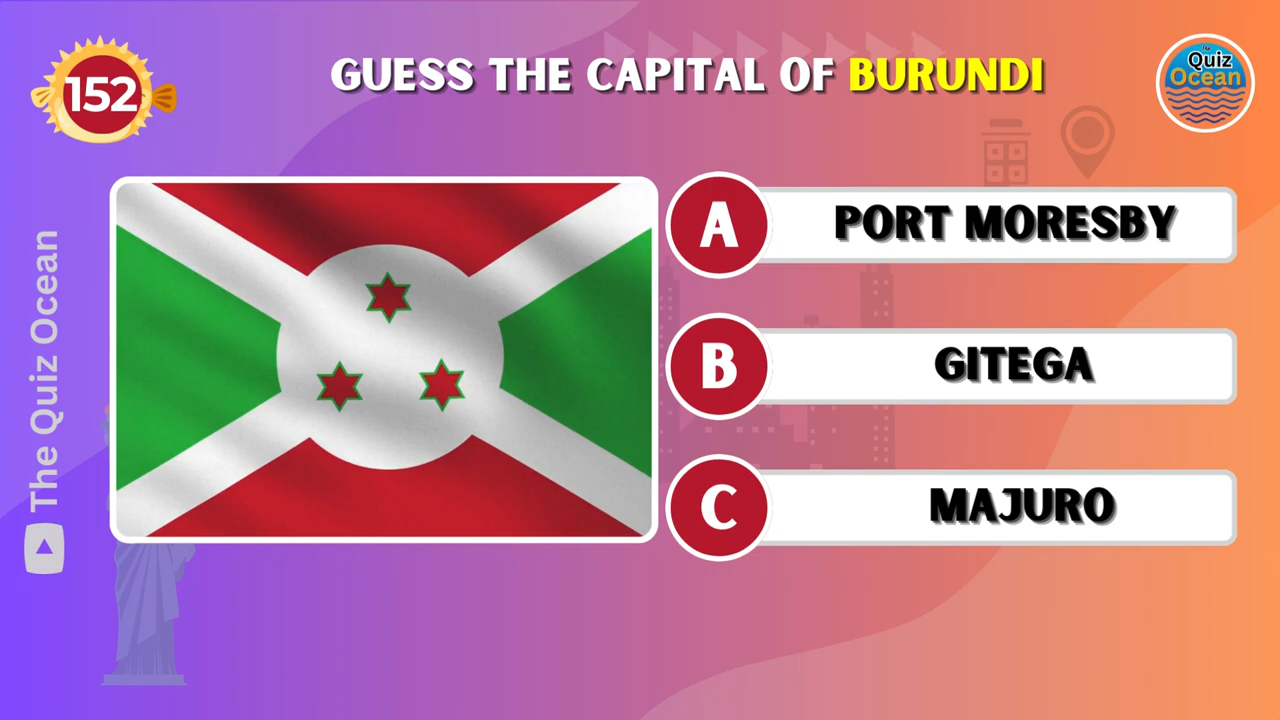 152
GUESS THE CAPITAL OF BURUNDI
The
Quiz
Ocean
The Quiz Ocean
A
PORT MORESBY
B
GITEGA
C
MAJURO